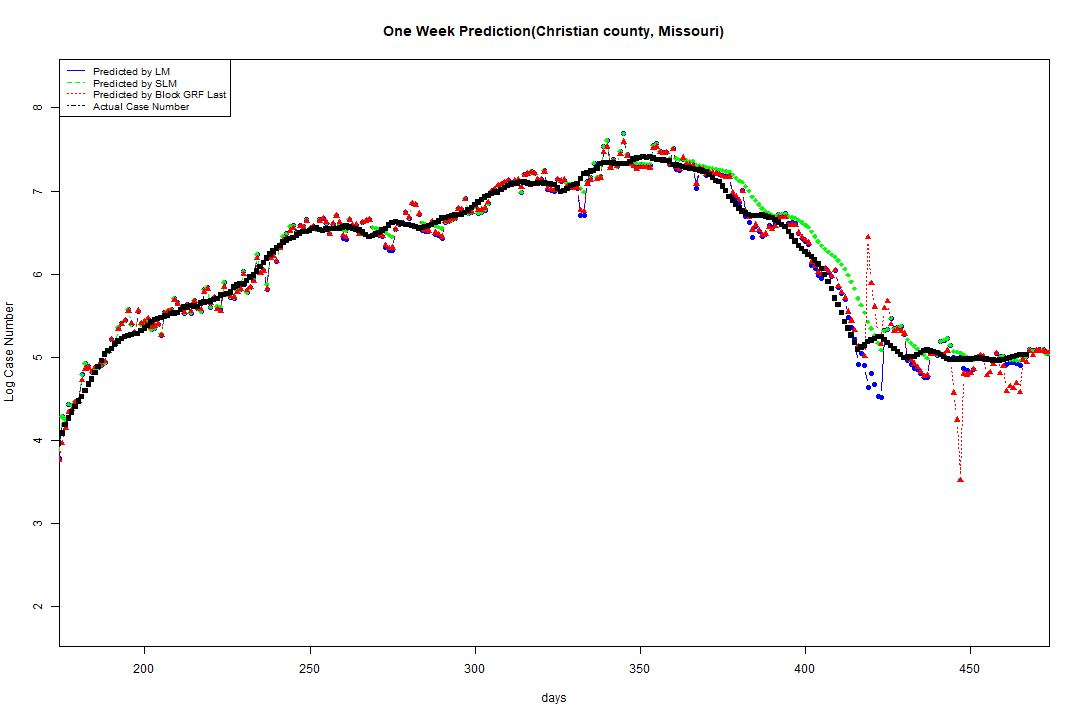 One Week Prediction(Christian county, Missouri)
Predicted by LM
Predicted by SLM
Predicted by Block GRF Last
Actual Case Number
8
7
6
5
4
3
2
Log Case Number
200 250 300 350 400 450
days